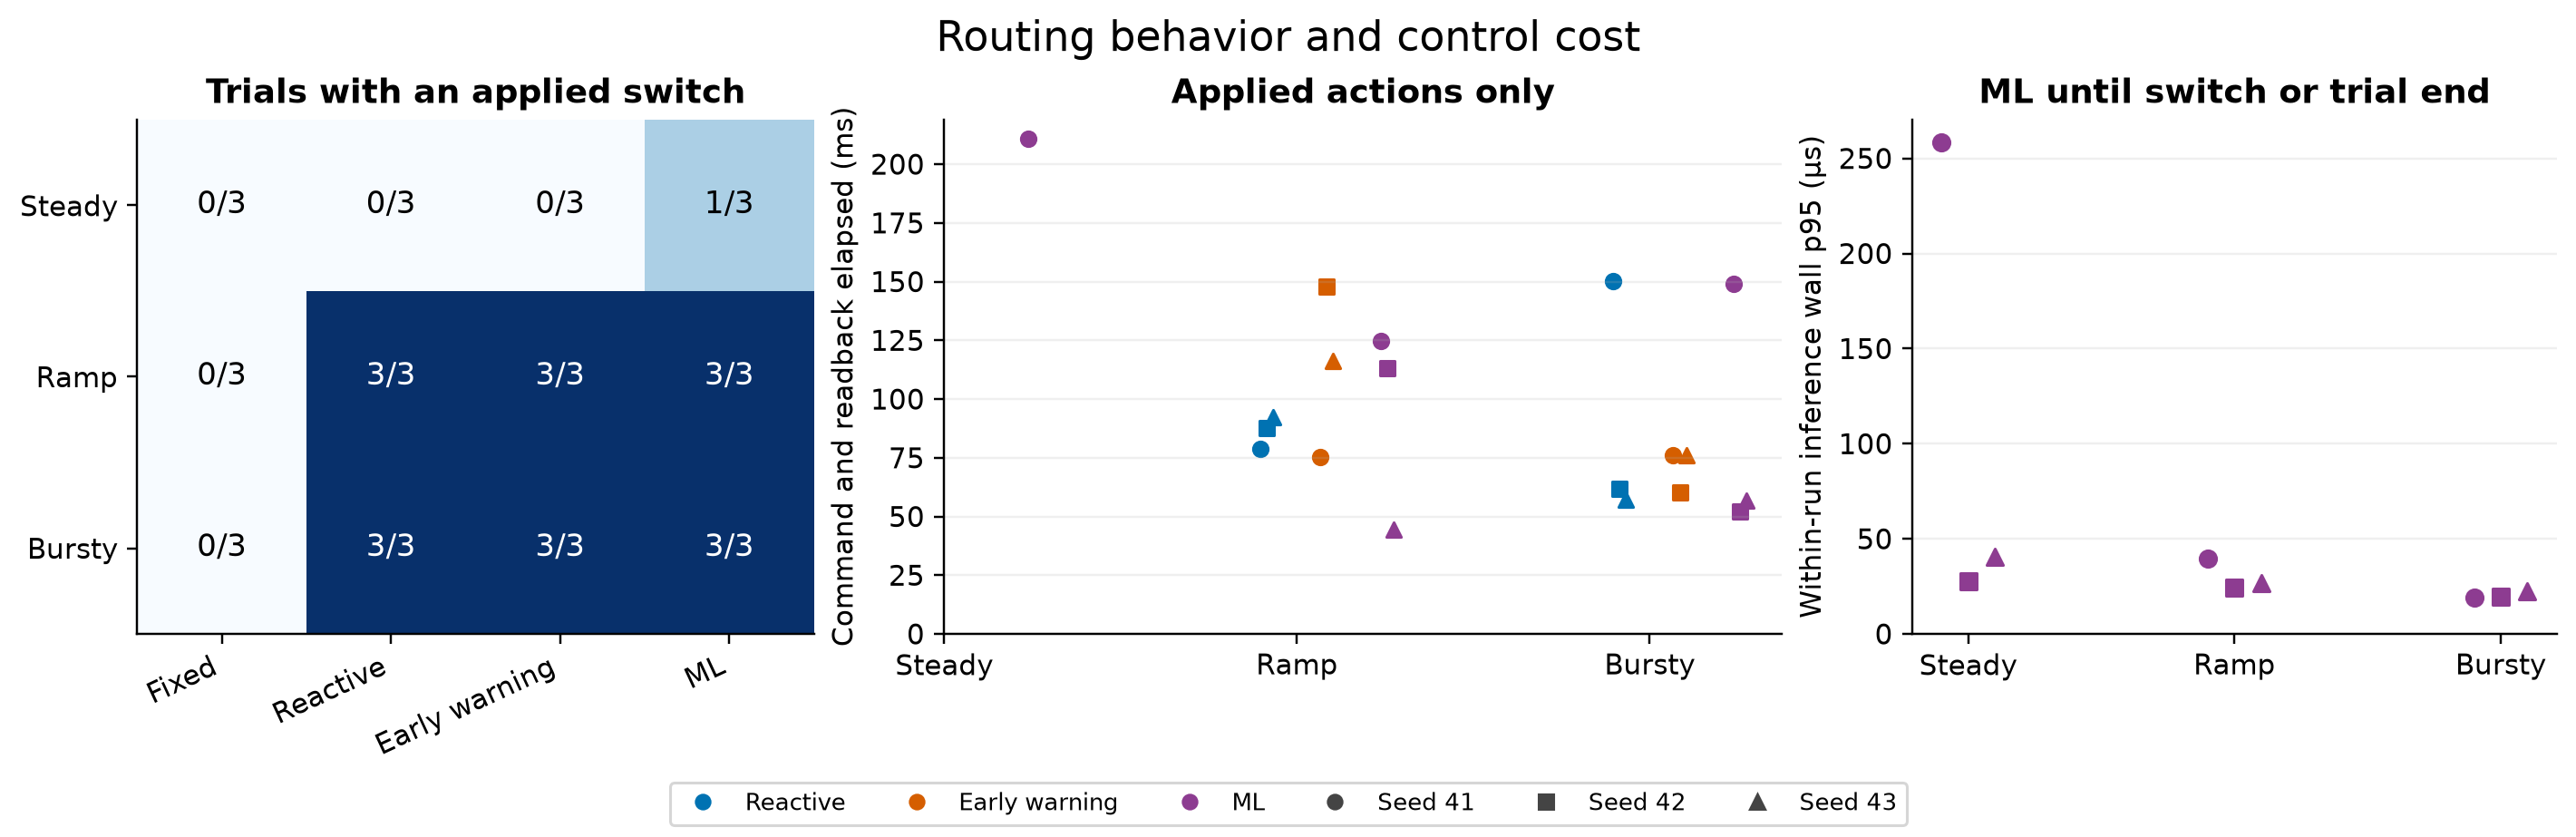 Routing behavior and control cost
Trials with an applied switch
Steady
Ramp
Bursty
0/3 0/3 0/3 1/3
0/3 3/3 3/3 3/3
0/3 3/3 3/3 3/3
Fixed
Reactive
Early warning
ML
Applied actions only
Command and readback elapsed (ms)
200
175
150
125
100
75
50
25
0
Steady Ramp Bursty
ML until switch or trial end
Within-run inference wall p95 (µs)
250
200
150
100
50
0
Steady Ramp Bursty
Reactive Early warning ML Seed 41 Seed 42 Seed 43